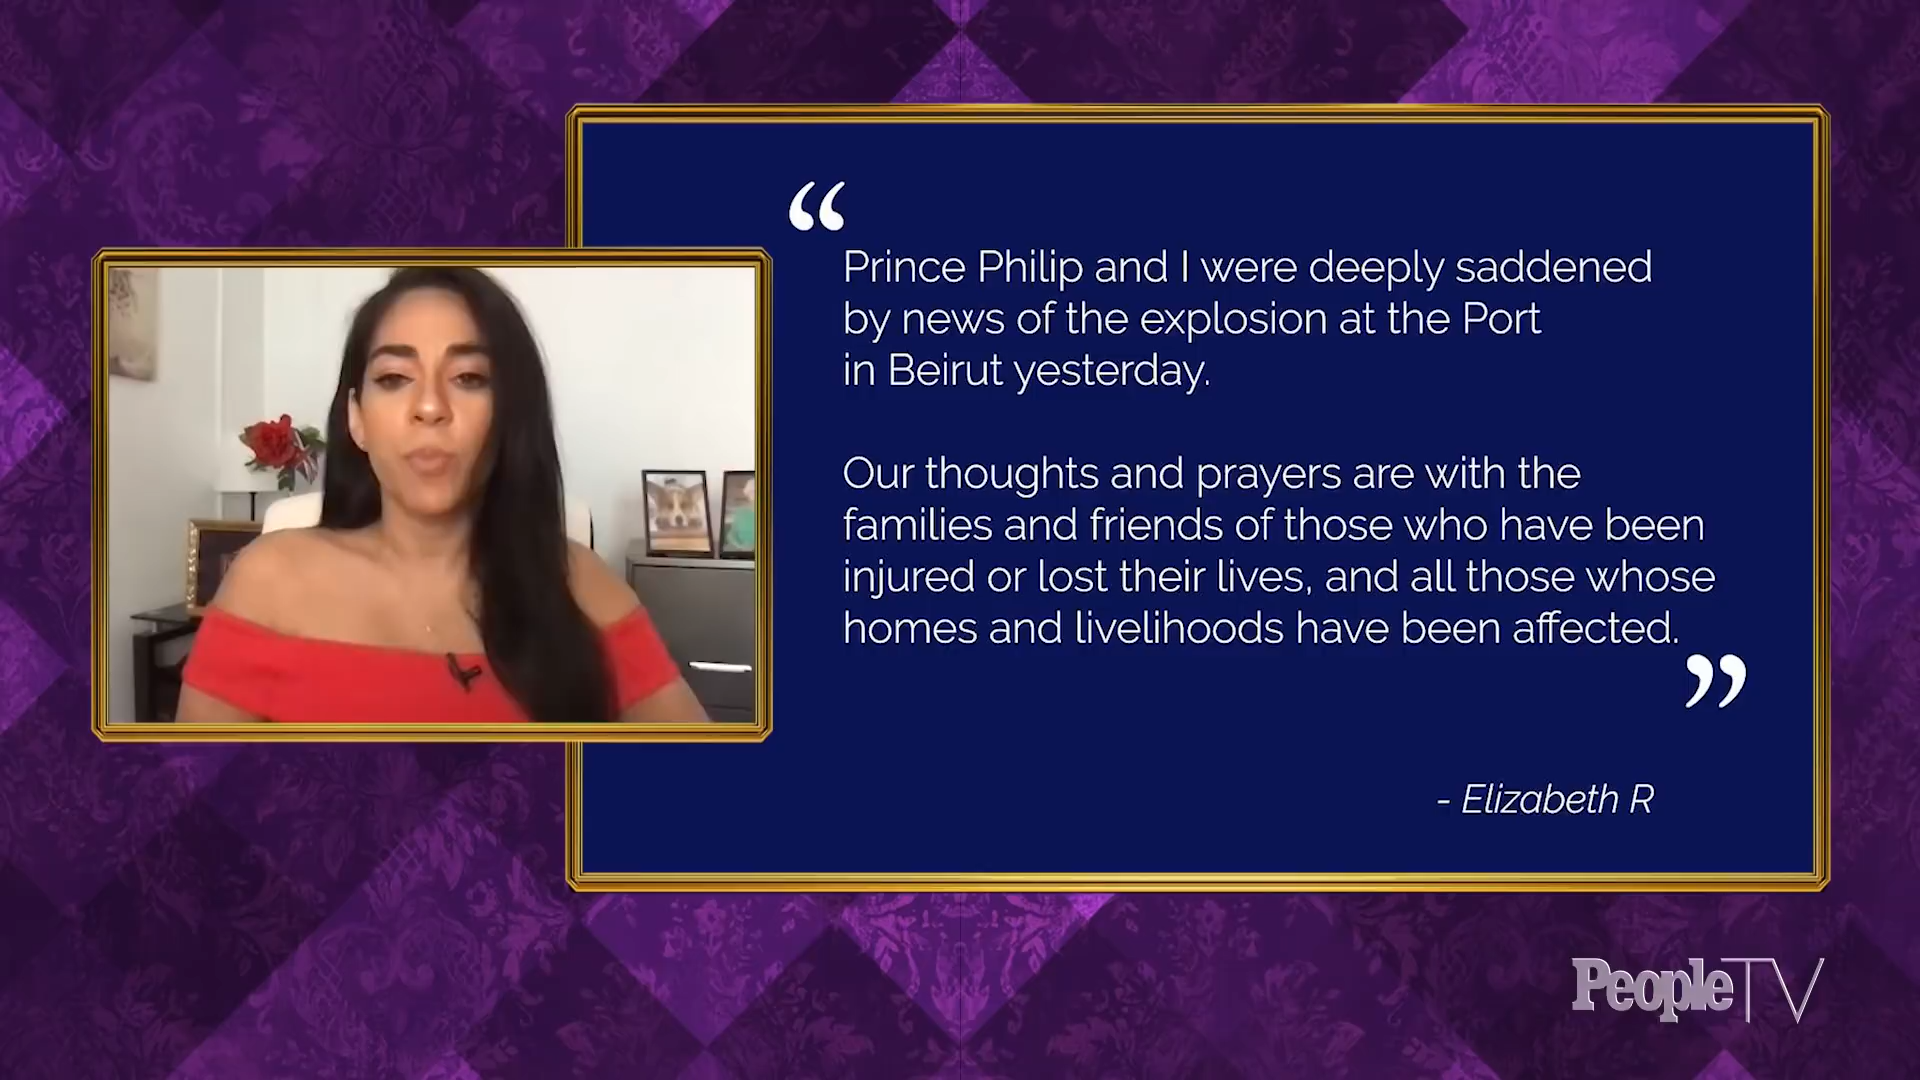 “
Prince Philip and I were deeply saddened
by news of the explosion at the Port
in Beirut yesterday.
Our thoughts and prayers are with the
families and friends of those who have been
injured or lost their lives, and all those whose
homes and livelihoods have been affected.
”
- Elizabeth R
PeopleTV